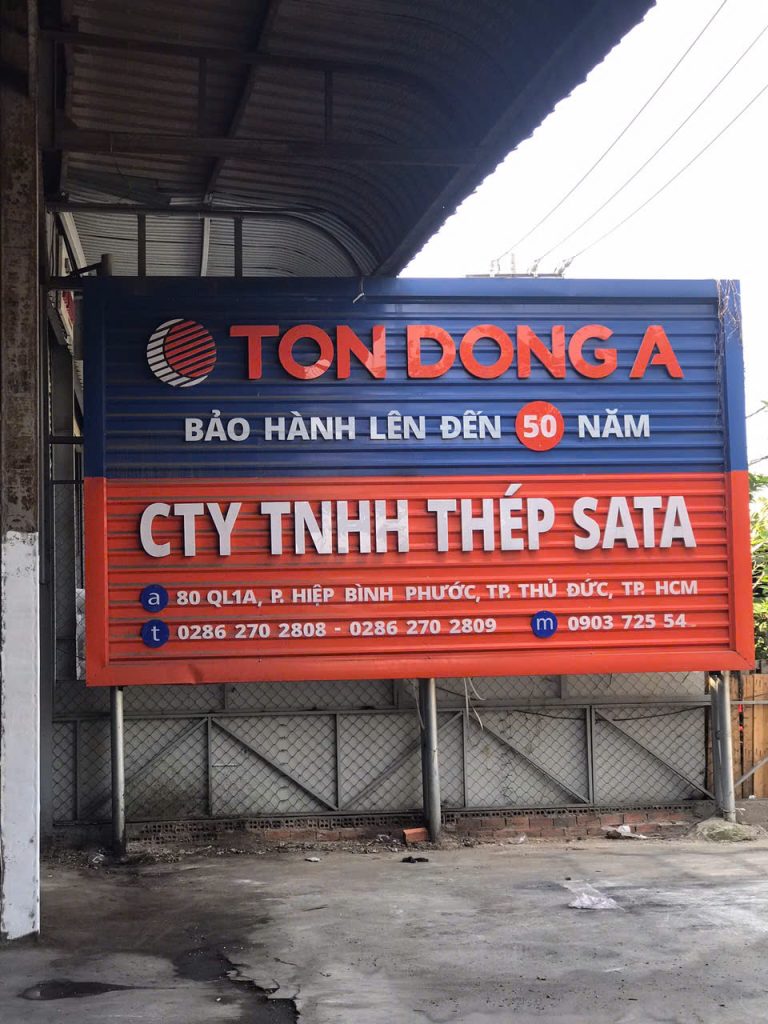 TON DONG A
BẢO HÀNH LÊN ĐẾN 50 NĂM
CTY TNHH THÉP SATA
a 80 QL1A, P. HIỆP BÌNH PHƯỚC, TP. THỦ ĐỨC, TP. HCM
t 0286 270 2808 - 0286 270 2809 m 0903 725 54